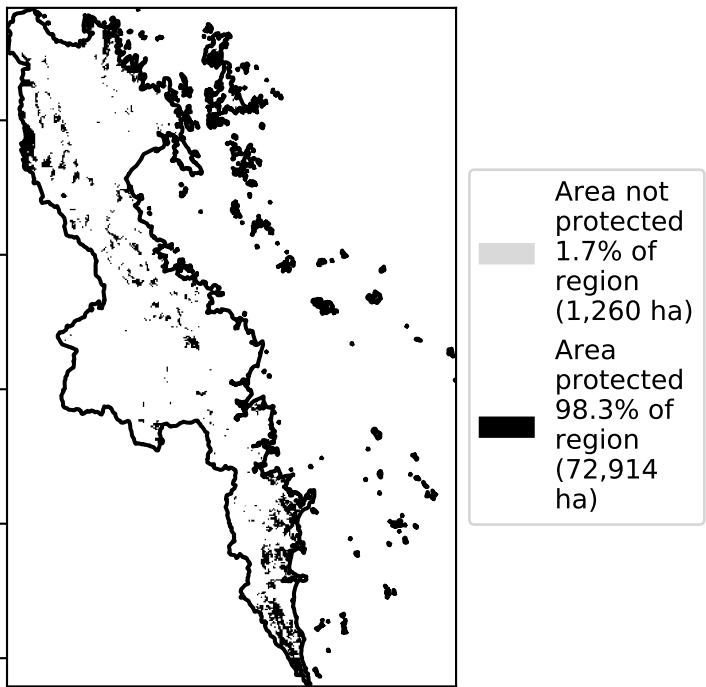 Area not
protected
1.7% of
region
(1,260 ha)
Area
protected
98.3% of
region
(72,914
ha)